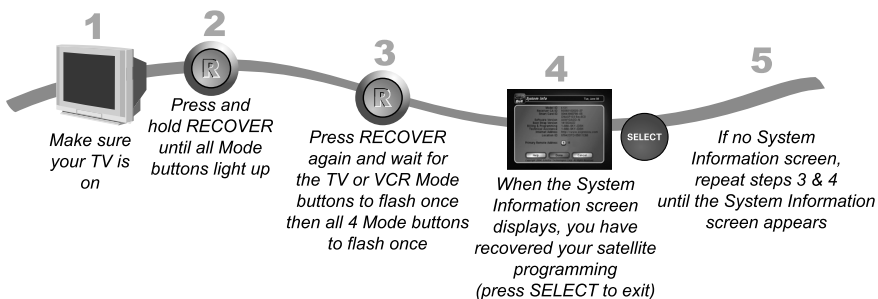 1
Make sure
your TV is
on
2
R
Press and
hold RECOVER
until all Mode
buttons light up
3
R
Press RECOVER
again and wait for
the TV or VCR Mode
buttons to flash once
then all 4 Mode buttons
to flash once
4
System Info
SELECT
When the System
Information screen
displays, you have
recovered your satellite
programming
(press SELECT to exit)
5
If no System
Information screen,
repeat steps 3 & 4
until the System Information
screen appears